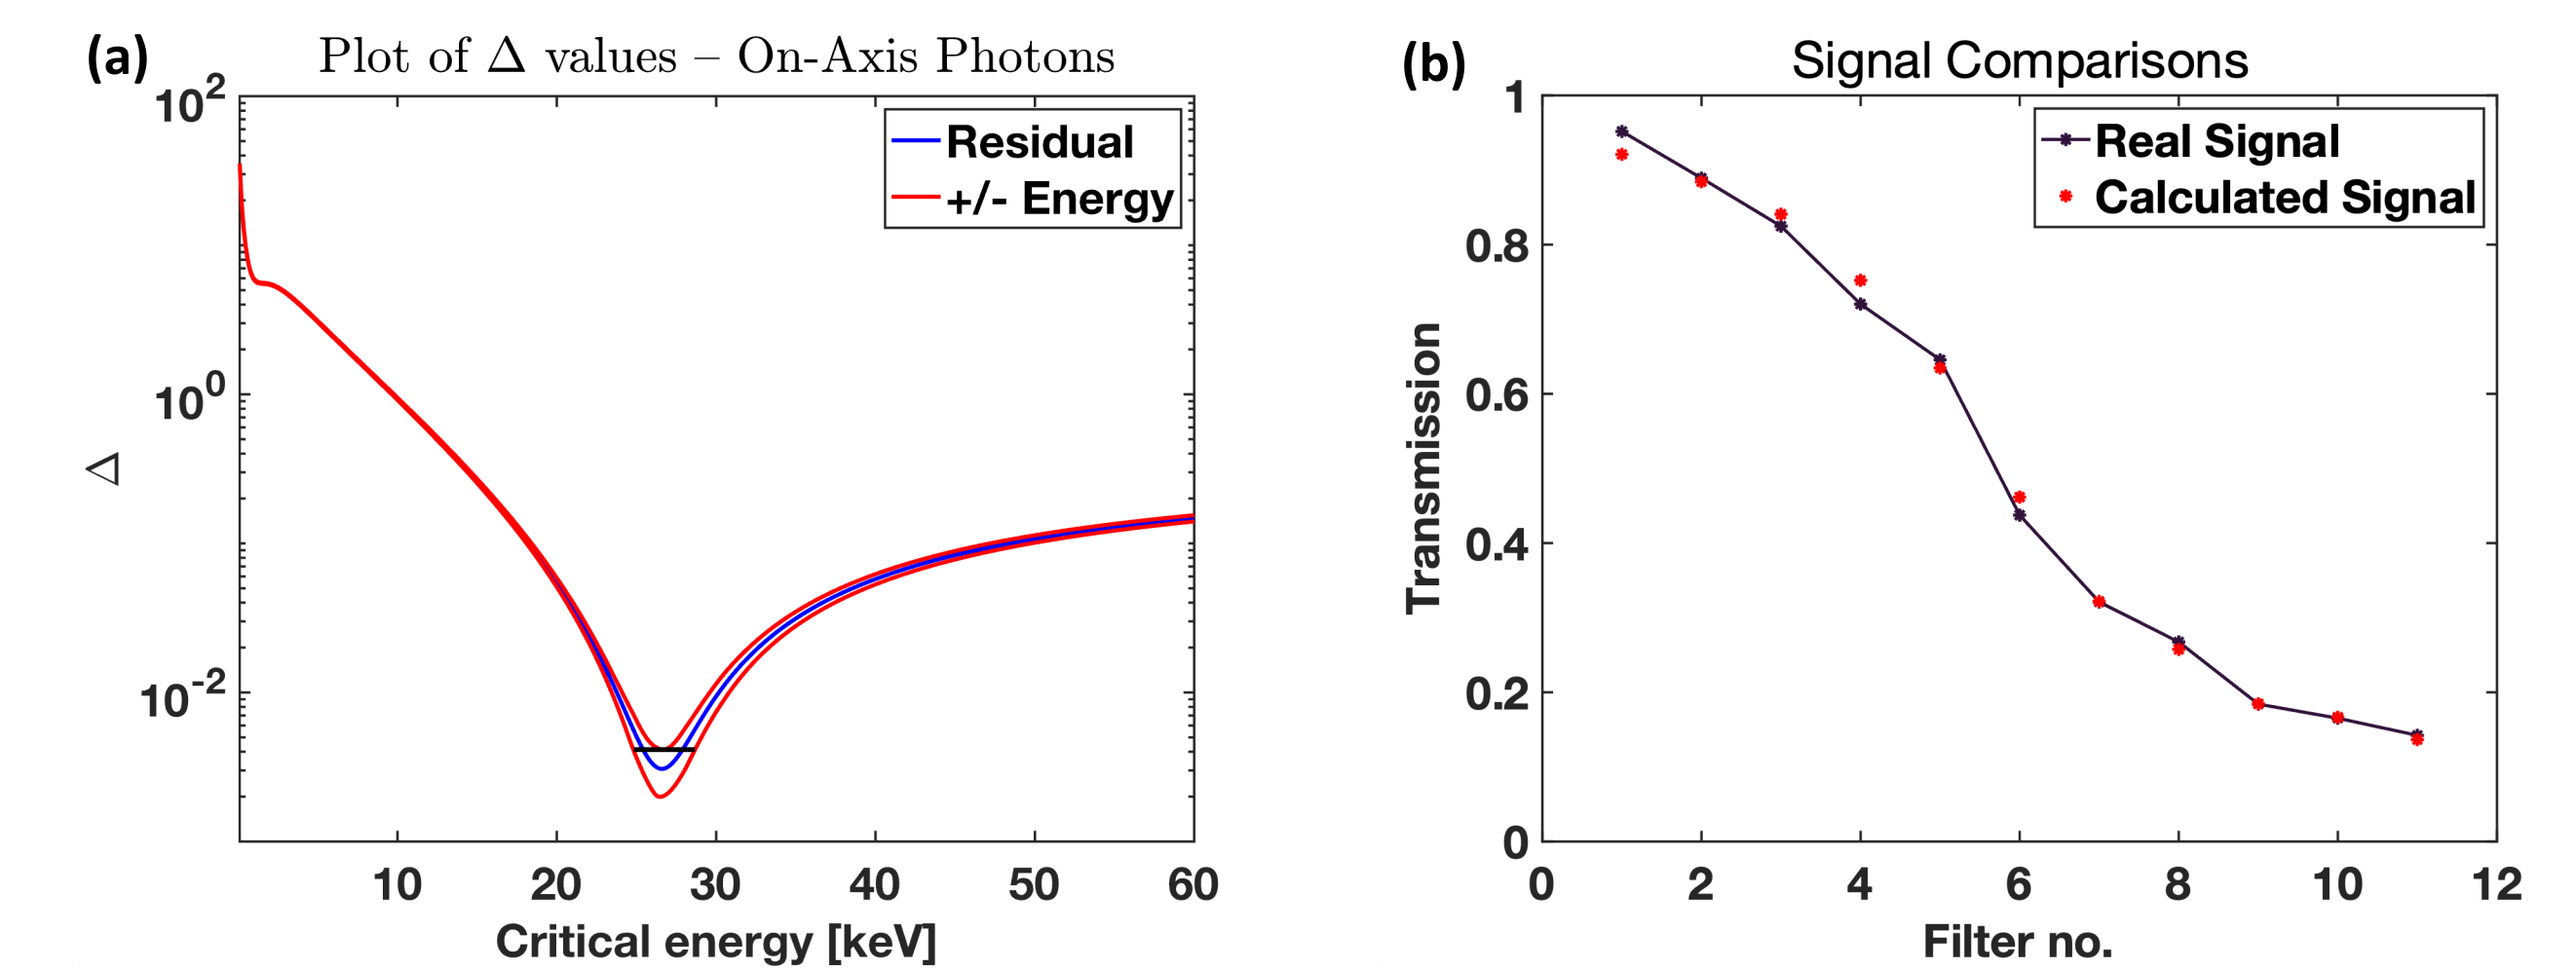 (a)
Plot of Δ values – On-Axis Photons
10^2
10^0
10^-2
Δ
Residual
+/- Energy
10 20 30 40 50 60
Critical energy [keV]
(b)
Signal Comparisons
1
0.8
0.6
0.4
0.2
0
Transmission
Real Signal
Calculated Signal
0 2 4 6 8 10 12
Filter no.